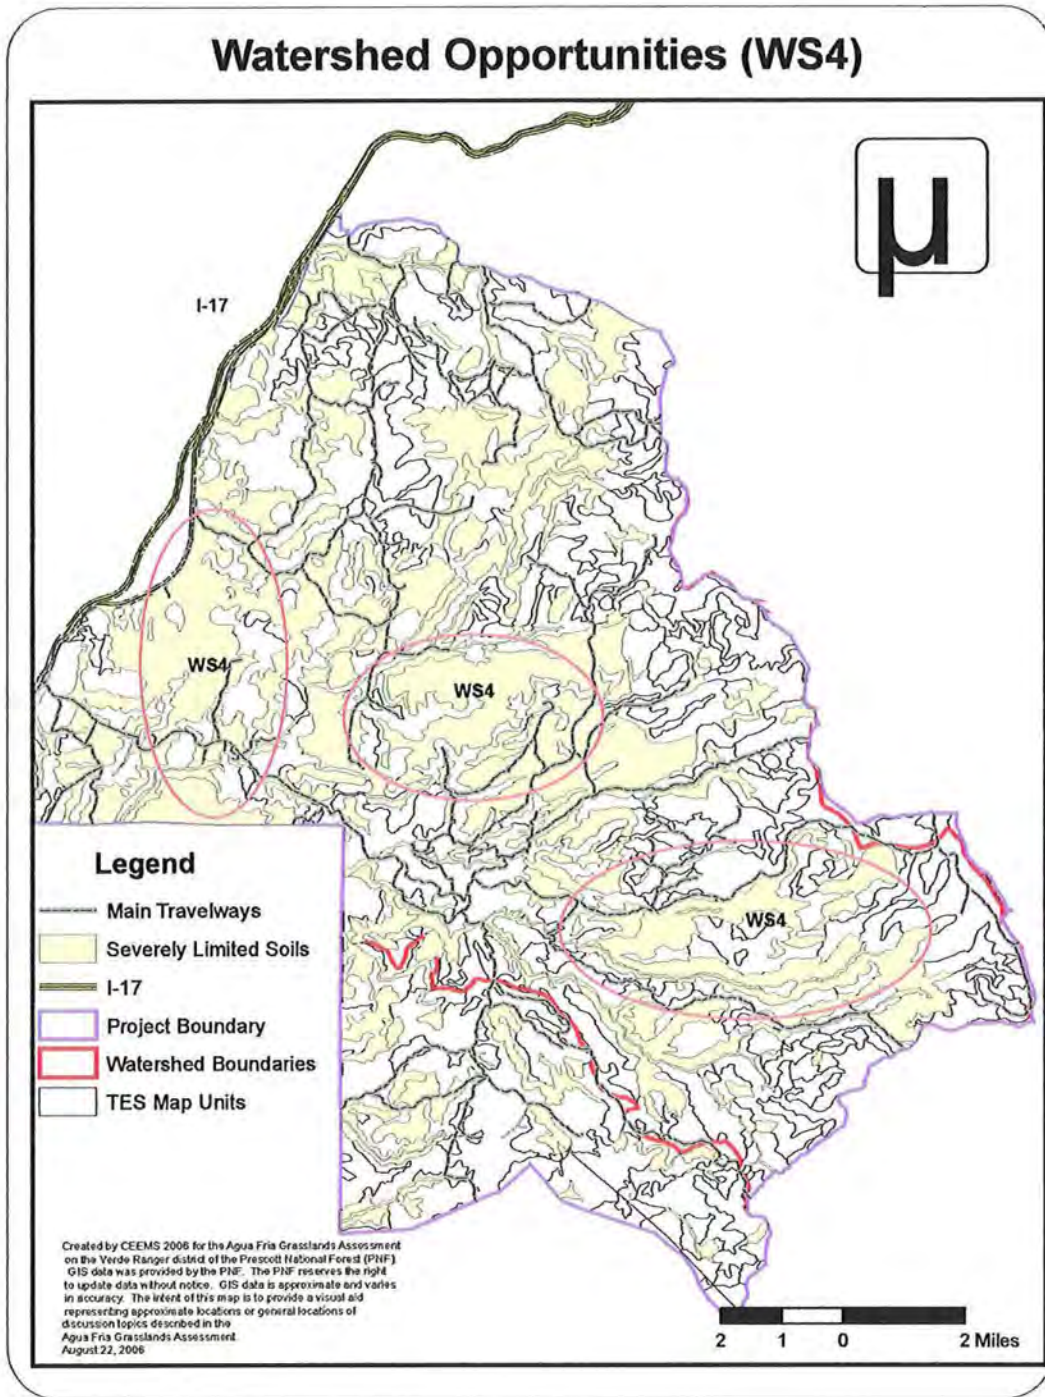 Watershed Opportunities (WS4)
µ
I-17
WS4
WS4
WS4
Legend
Main Travelways
Severely Limited Soils
I-17
Project Boundary
Watershed Boundaries
TES Map Units
Created by CEEMS 2006 for the Agua Fria Grasslands Assessment
on the Verde Ranger district of the Prescott National Forest (PNF)
GIS data was provided by the PNF. The PNF reserves the right
to update data without notice. GIS data is approximate and varies
in accuracy. The intent of this map is to provide a visual aid
representing approximate locations or general locations of
discussion topics described in the
Agua Fria Grasslands Assessment
August 22, 2006
2 1 0 2 Miles